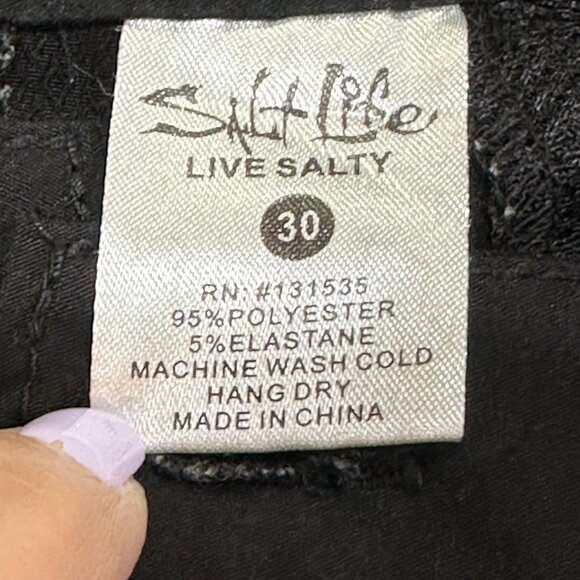 Salt Life
LIVE SALTY
30
RN: #131535
95%POLYESTER
5%ELASTANE
MACHINE WASH COLD
HANG DRY
MADE IN CHINA